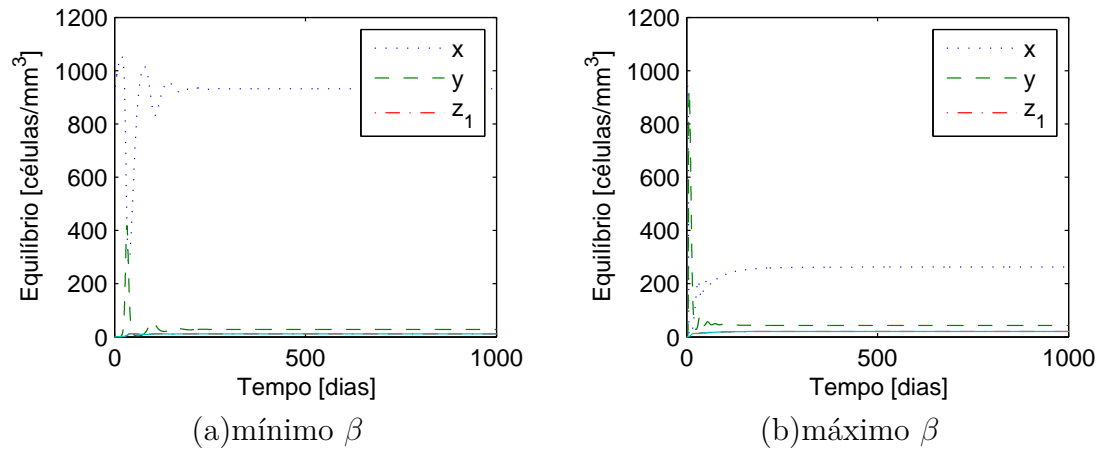 Equilíbrio [células/mm³]
1200
1000
800
600
400
200
0
x
y
z₁
0 500 1000
Tempo [dias]
(a)mínimo β
Equilíbrio [células/mm³]
1200
1000
800
600
400
200
0
x
y
z₁
0 500 1000
Tempo [dias]
(b)máximo β